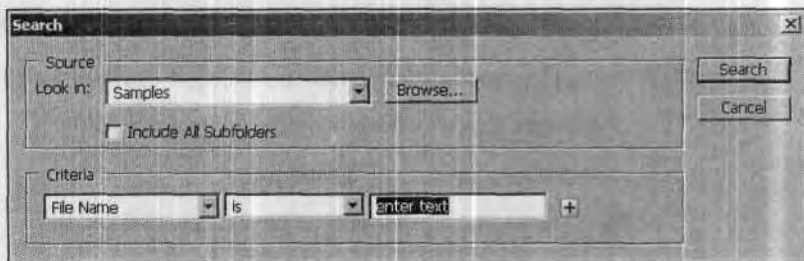 Search
Source
Look in: Samples Browse... Search
Include All Subfolders Cancel
Criteria
File Name is enter text +